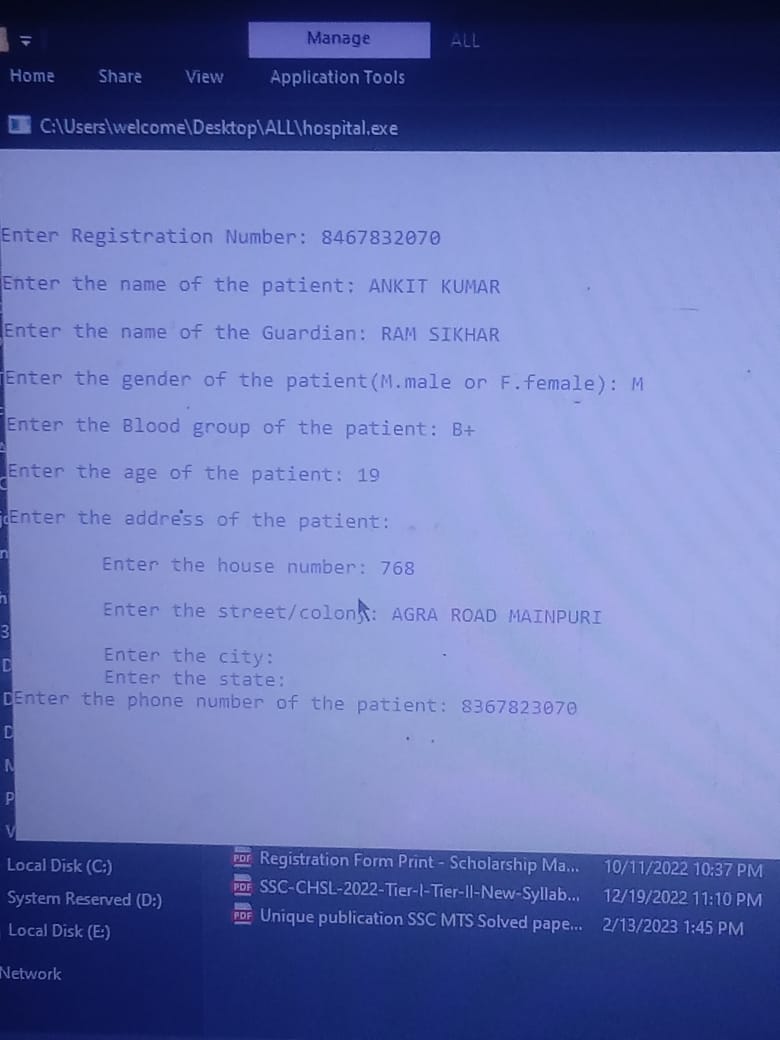 Manage
ALL
Home Share View Application Tools
C:\Users\welcome\Desktop\ALL\hospital.exe
Enter Registration Number: 8467832070
Enter the name of the patient: ANKIT KUMAR
Enter the name of the Guardian: RAM SIKHAR
Enter the gender of the patient(M.male or F.female): M
Enter the Blood group of the patient: B+
Enter the age of the patient: 19
Enter the address of the patient:
Enter the house number: 768
Enter the street/colony: AGRA ROAD MAINPURI
Enter the city:
Enter the state:
Enter the phone number of the patient: 8367823070
Local Disk (C:)
System Reserved (D:)
Local Disk (E:)
Network
PDF Registration Form Print - Scholarship Ma... 10/11/2022 10:37 PM
PDF SSC-CHSL-2022-Tier-I-Tier-II-New-Syllab... 12/19/2022 11:10 PM
PDF Unique publication SSC MTS Solved pape... 2/13/2023 1:45 PM